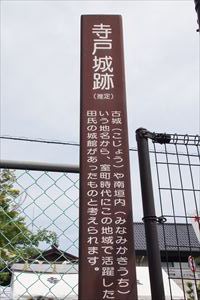 寺戸城跡
(推定)
古城(こじょう)や南垣内(みなみかきうち)と
いう地名から、室町時代にこの地域で活躍した
田氏の城館があったものと考えられます。